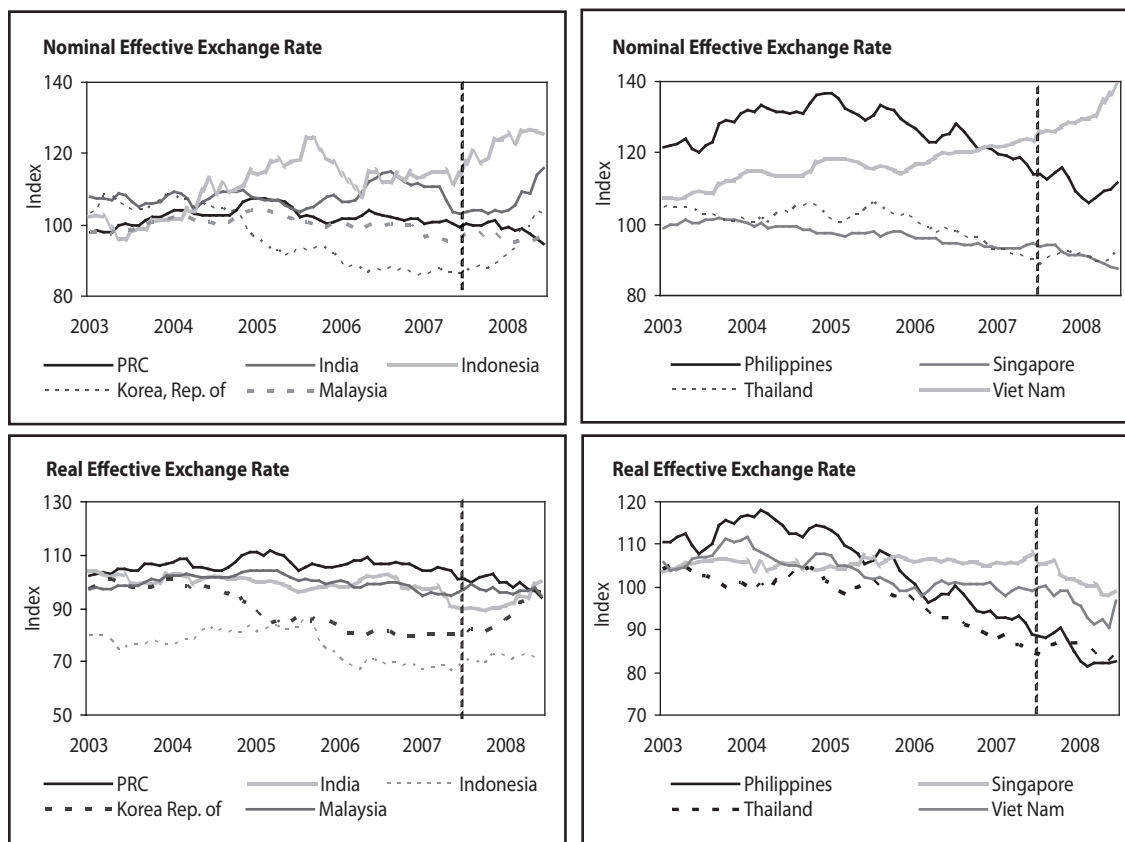 Nominal Effective Exchange Rate
140
120
100
80
Index
2003 2004 2005 2006 2007 2008
PRC India Indonesia
Korea, Rep. of Malaysia
Nominal Effective Exchange Rate
140
120
100
80
Index
2003 2004 2005 2006 2007 2008
Philippines Singapore
Thailand Viet Nam
Real Effective Exchange Rate
130
110
90
70
50
Index
2003 2004 2005 2006 2007 2008
PRC India Indonesia
Korea Rep. of Malaysia
Real Effective Exchange Rate
120
110
100
90
80
70
Index
2003 2004 2005 2006 2007 2008
Philippines Singapore
Thailand Viet Nam